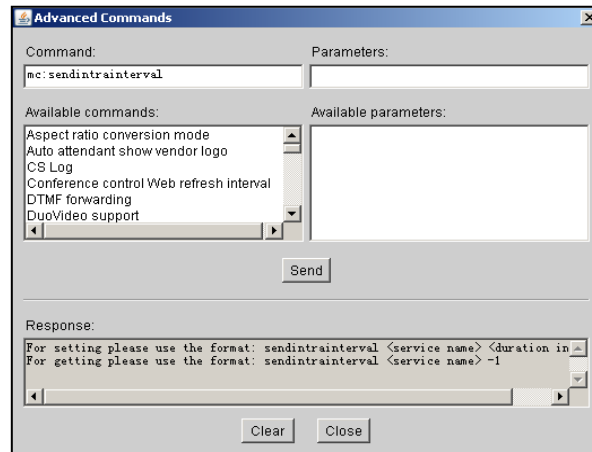 Advanced Commands
Command:
Parameters:
mc:sendintrainterval
Available commands:
Available parameters:
Aspect ratio conversion mode
Auto attendant show vendor logo
CS Log
Conference control Web refresh interval
DTMF forwarding
DuoVideo support
Send
Response:
For setting please use the format: sendintrainterval <service name> <duration in
For getting please use the format: sendintrainterval <service name> -1
Clear
Close